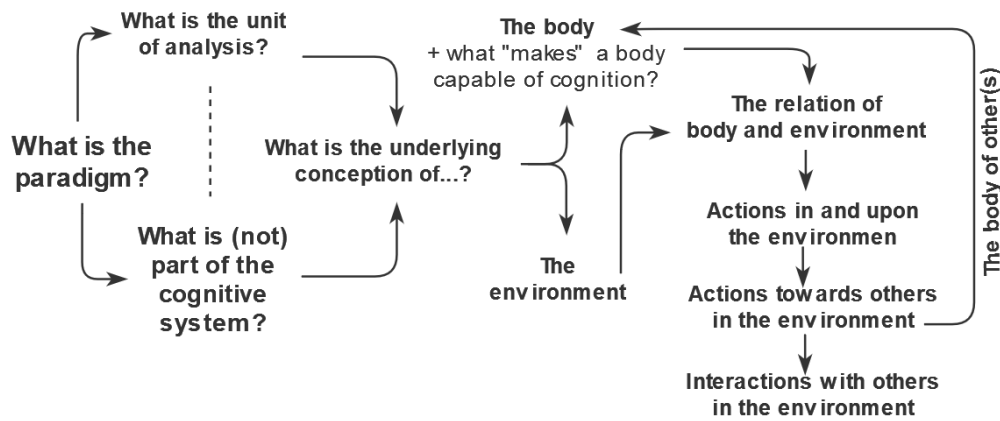 What is the unit
of analysis?
What is the
paradigm?
What is (not)
part of the
cognitive
system?
What is the underlying
conception of...?
The body
+ what "makes" a body
capable of cognition?
The
environment
The relation of
body and environment
Actions in and upon
the environmen
Actions towards others
in the environment
Interactions with others
in the environment
The body of other(s)